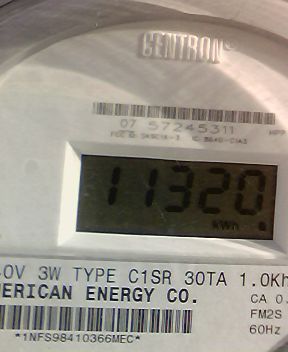 CENTRON®
07 57245311
11320
kWh
0V 3W TYPE C1SR 30TA 1.0Kh
MERICAN ENERGY CO.
CA 0.
FM2S
60Hz
*1NFS98410366MEC*